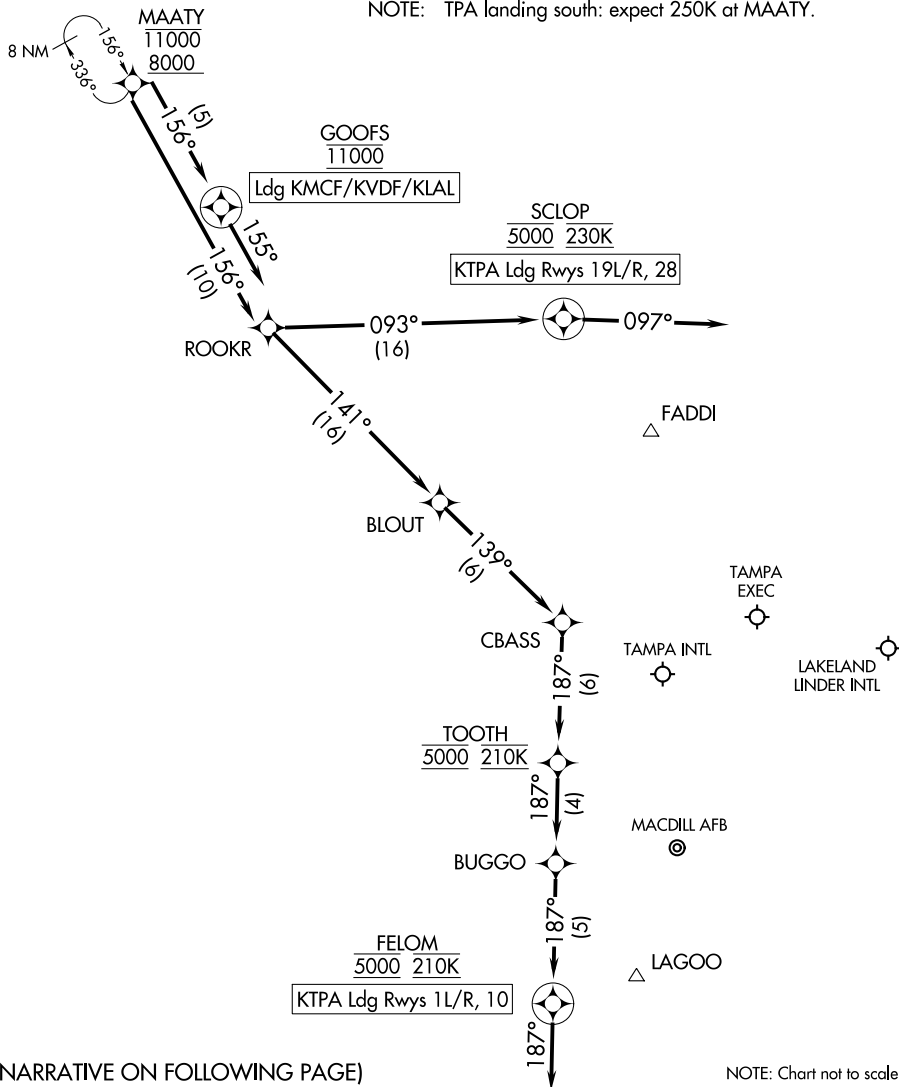 NOTE: TPA landing south: expect 250K at MAATY.
MAATY
11000
8000
8 NM
156°
336°
(5)
156°
GOOFS
11000
Ldg KMCF/KVDF/KLAL
155°
156°
(10)
SCLOP
5000 230K
KTPA Ldg Rwys 19L/R, 28
ROOKR
093°
(16)
097°
141°
(16)
FADDI
BLOUT
139°
(6)
CBASS
TAMPA
EXEC
TAMPA INTL
LAKELAND
LINDER INTL
187°
(6)
TOOTH
5000 210K
187°
(4)
MACDILL AFB
BUGGO
187°
(5)
FELOM
5000 210K
KTPA Ldg Rwys 1L/R, 10
LAGOO
187°
NARRATIVE ON FOLLOWING PAGE)
NOTE: Chart not to scale